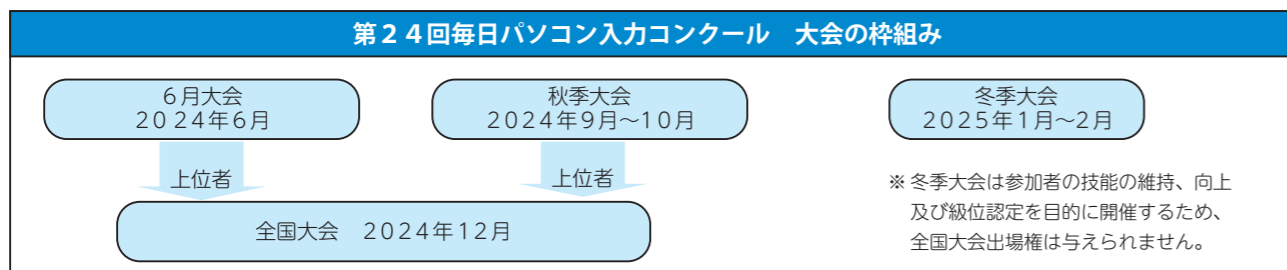 第２４回毎日パソコン入力コンクール　大会の枠組み
６月大会
２０２４年６月
秋季大会
２０２４年９月～１０月
冬季大会
２０２５年１月～２月
上位者
上位者
全国大会　２０２４年１２月
※ 冬季大会は参加者の技能の維持、向上
及び級位認定を目的に開催するため、
全国大会出場権は与えられません。